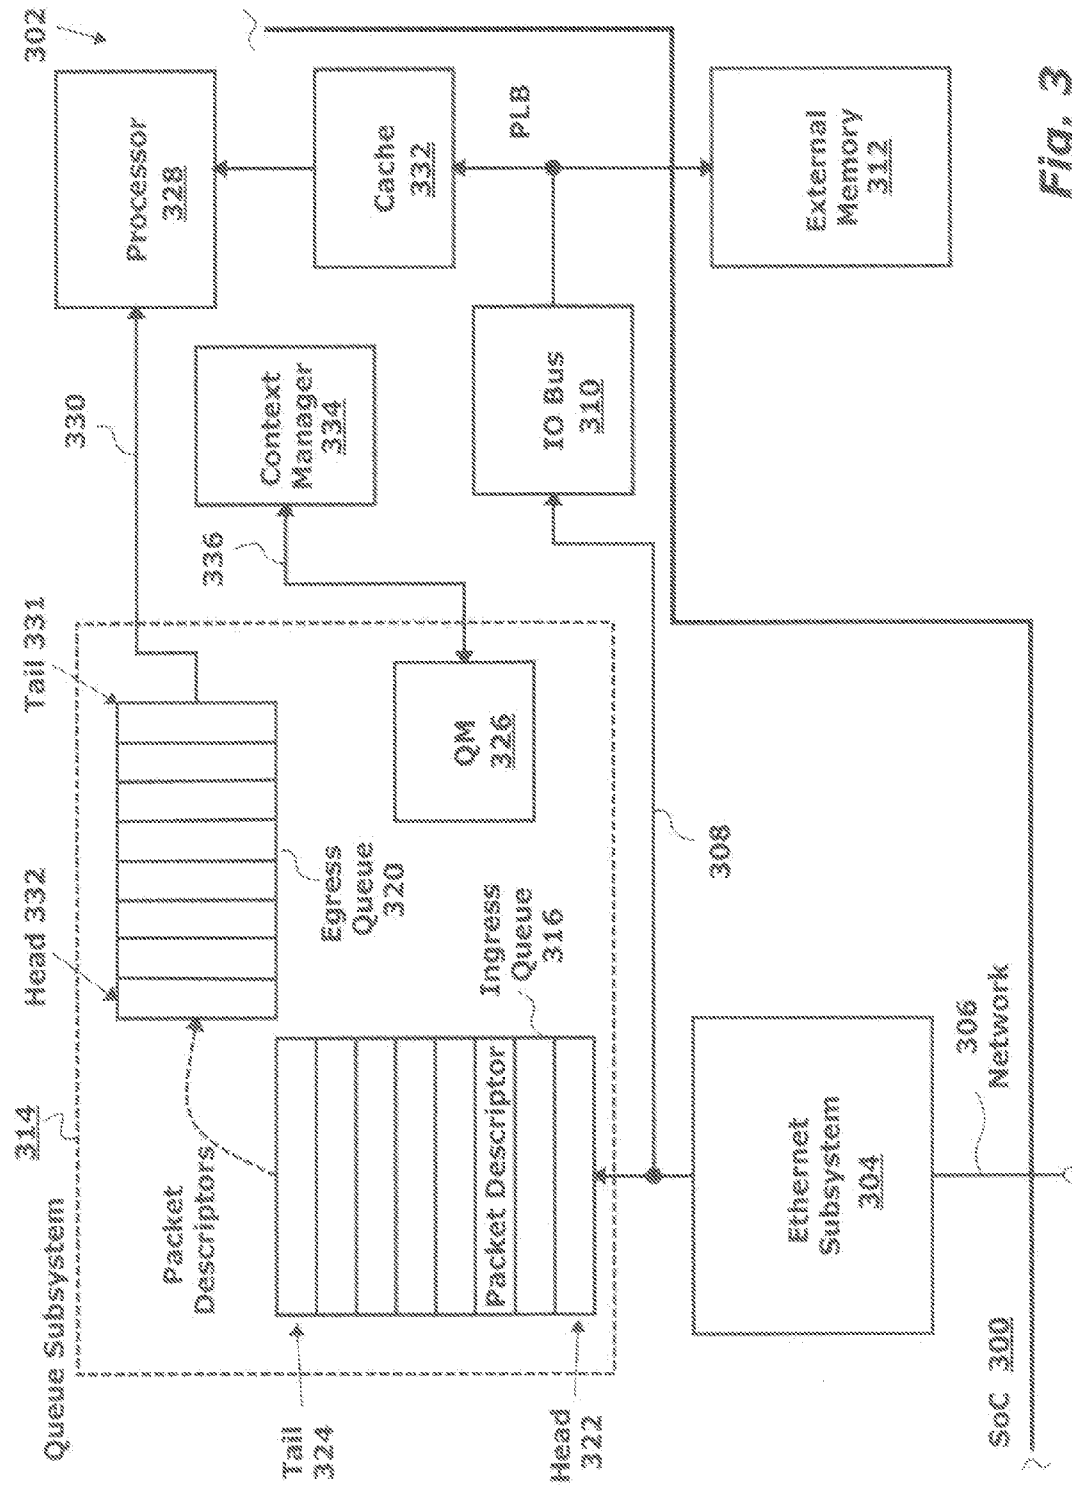 Queue Subsystem
314
Head 332
Tail 331
330
302
Packet
Descriptors
Processor
328
Tail
324
Egress
Queue
320
336
Context
Manager
334
Cache
332
PLB
Packet Descriptor
Ingress
Queue
316
QM
326
IO Bus
310
Head
322
308
External
Memory
312
Ethernet
Subsystem
304
306
Network
SoC 300
Fig. 3